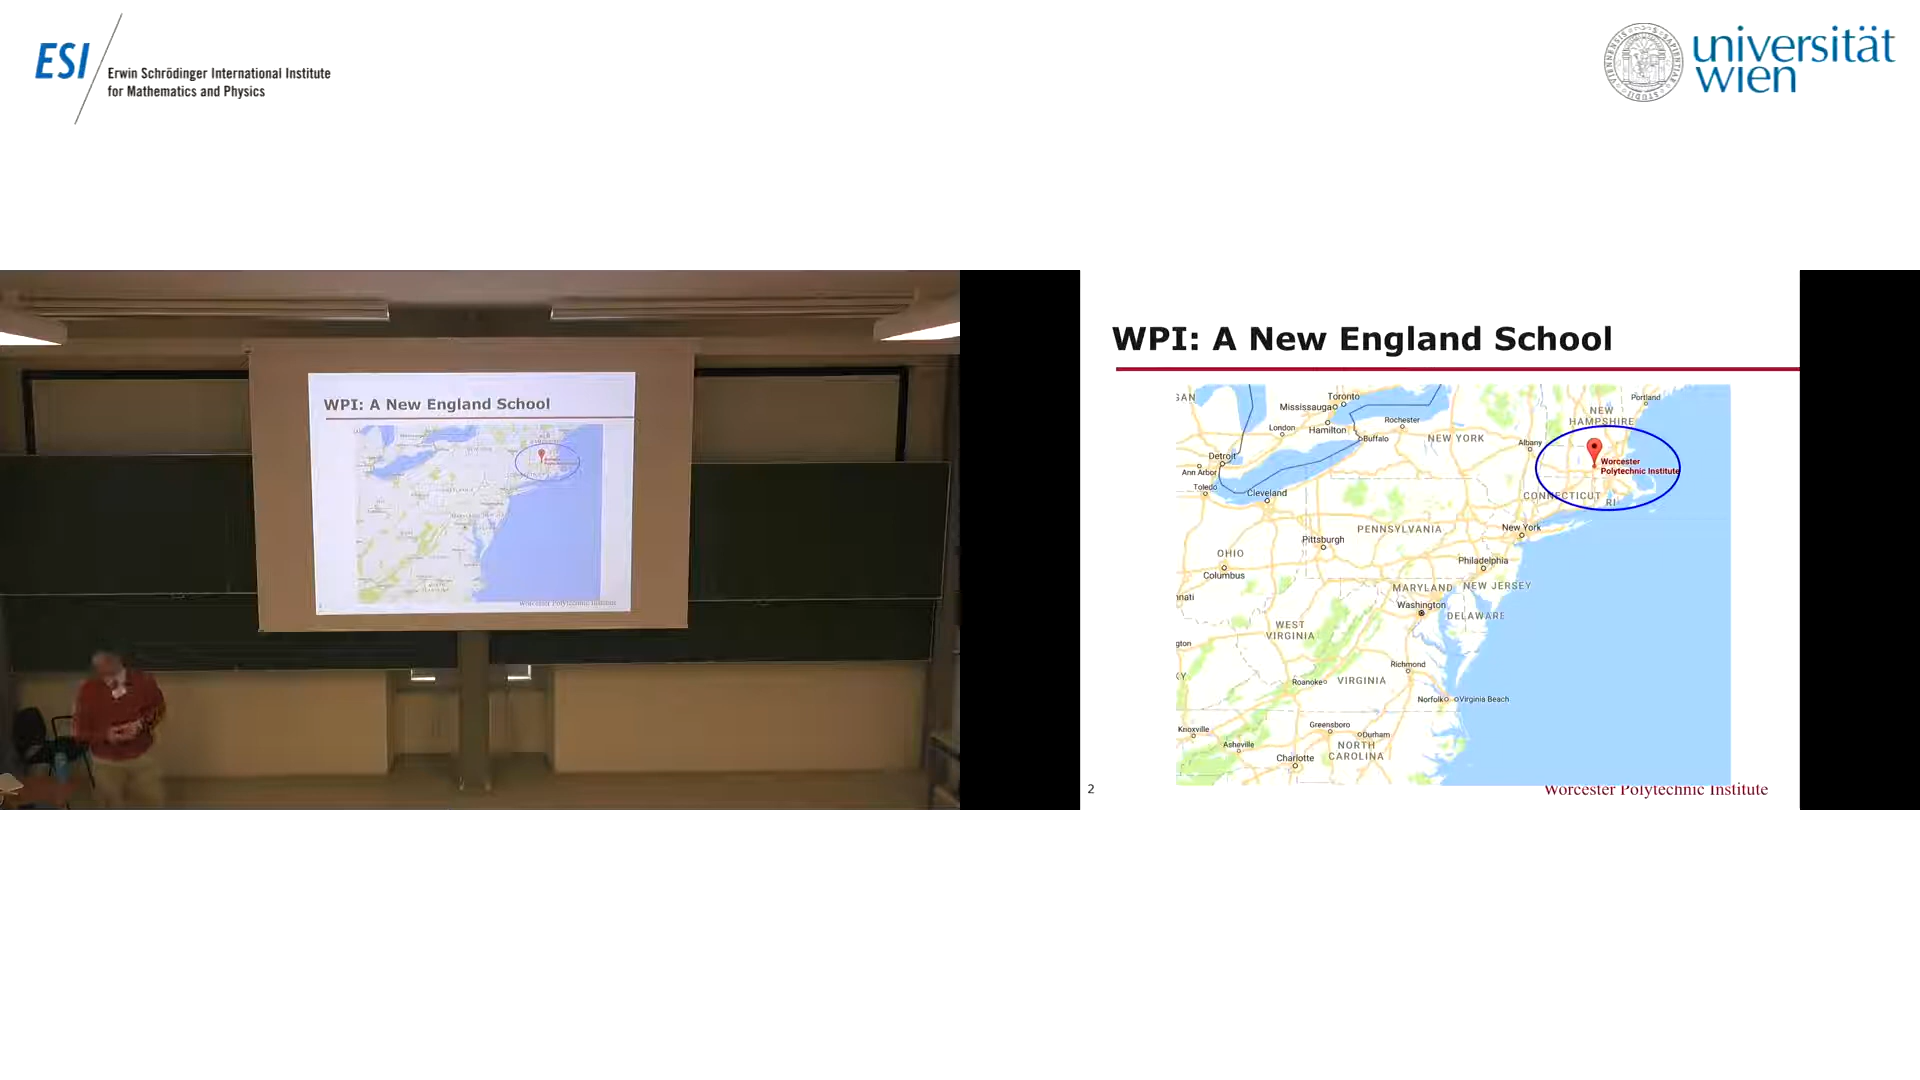 ESI
Erwin Schrödinger International Institute
for Mathematics and Physics
universität
wien
WPI: A New England School
Worcester Polytechnic Institute
WPI: A New England School
Toronto
Portland
Mississauga
NEW
HAMPSHIRE
London
Hamilton
Rochester
Buffalo
NEW YORK
Albany
Detroit
Ann Arbor
Worcester
Polytechnic Institute
Toledo
Cleveland
CONNECTICUT
RI
New York
PENNSYLVANIA
Pittsburgh
OHIO
Columbus
Philadelphia
MARYLAND
NEW JERSEY
Washington
DELAWARE
WEST
VIRGINIA
Richmond
Roanoke
VIRGINIA
Norfolk
Virginia Beach
Knoxville
Greensboro
Durham
Asheville
NORTH
CAROLINA
Charlotte
2
Worcester Polytechnic Institute